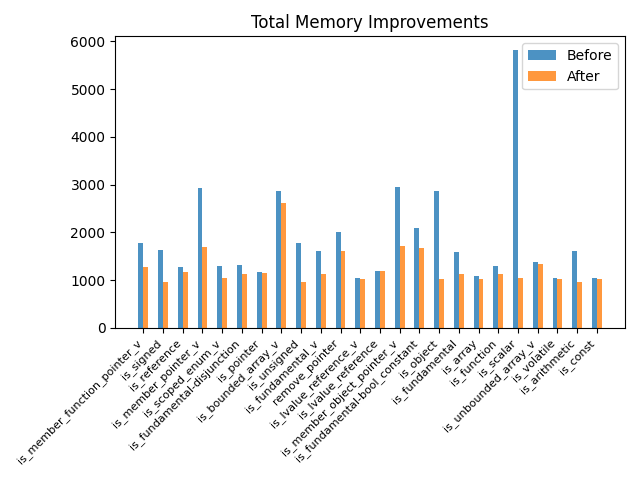 Total Memory Improvements
Before
After
6000
5000
4000
3000
2000
1000
0
is_member_function_pointer_v
is_signed
is_reference
is_member_pointer_v
is_scoped_enum_v
is_fundamental-disjunction
is_pointer
is_bounded_array_v
is_unsigned
is_fundamental_v
remove_pointer
is_lvalue_reference_v
is_lvalue_reference
is_member_object_pointer_v
is_fundamental-bool_constant
is_object
is_fundamental
is_array
is_function
is_scalar
is_unbounded_array_v
is_volatile
is_arithmetic
is_const